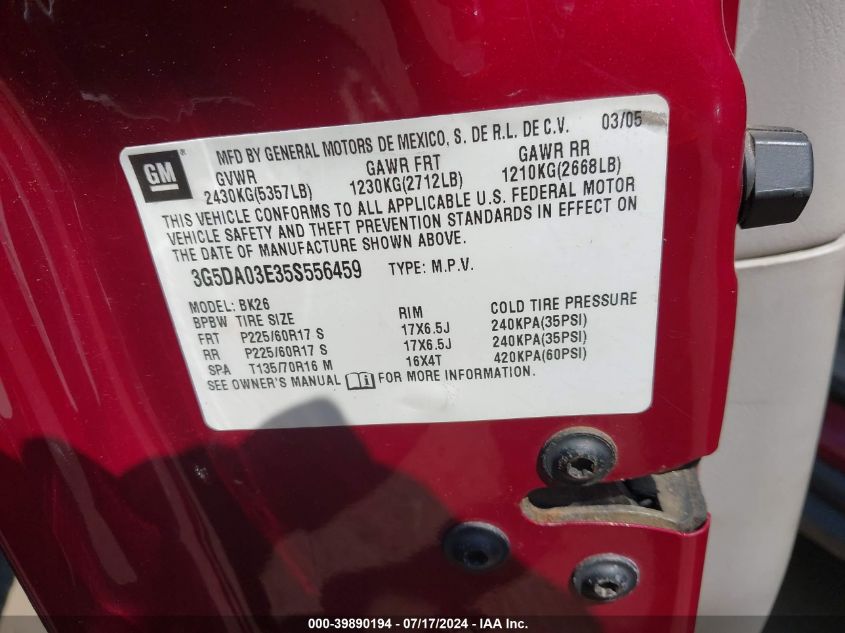 GM
MFD BY GENERAL MOTORS DE MEXICO, S. DE R.L. DE C.V. 03/05
GVWR GAWR FRT GAWR RR
2430KG(5357LB) 1230KG(2712LB) 1210KG(2668LB)
THIS VEHICLE CONFORMS TO ALL APPLICABLE U.S. FEDERAL MOTOR
VEHICLE SAFETY AND THEFT PREVENTION STANDARDS IN EFFECT ON
THE DATE OF MANUFACTURE SHOWN ABOVE.
3G5DA03E35S556459 TYPE: M.P.V.
MODEL: BK26
BPBW TIRE SIZE RIM COLD TIRE PRESSURE
FRT P225/60R17 S 17X6.5J 240KPA(35PSI)
RR P225/60R17 S 17X6.5J 240KPA(35PSI)
SPA T135/70R16 M 16X4T 420KPA(60PSI)
SEE OWNER'S MANUAL FOR MORE INFORMATION.
000-39890194 - 07/17/2024 - IAA Inc.